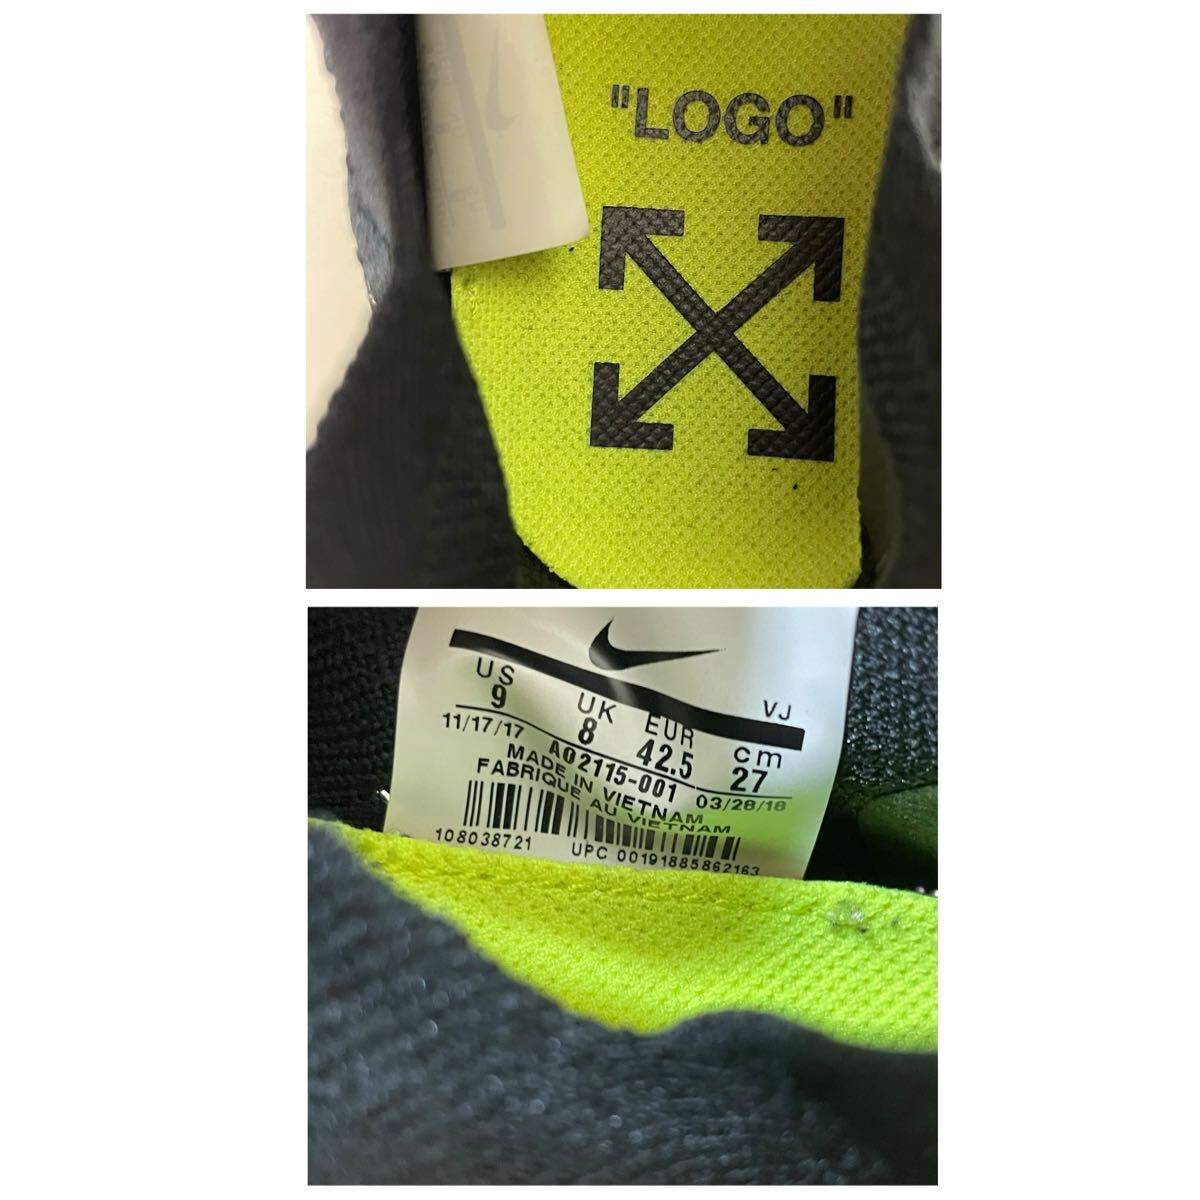 "LOGO"
US UK EUR cm VJ
9 8 42.5 27
11/17/17 AO2115-001 03/28/18
MADE IN VIETNAM
FABRIQUE AU VIETNAM
108038721 UPC 00191885862163